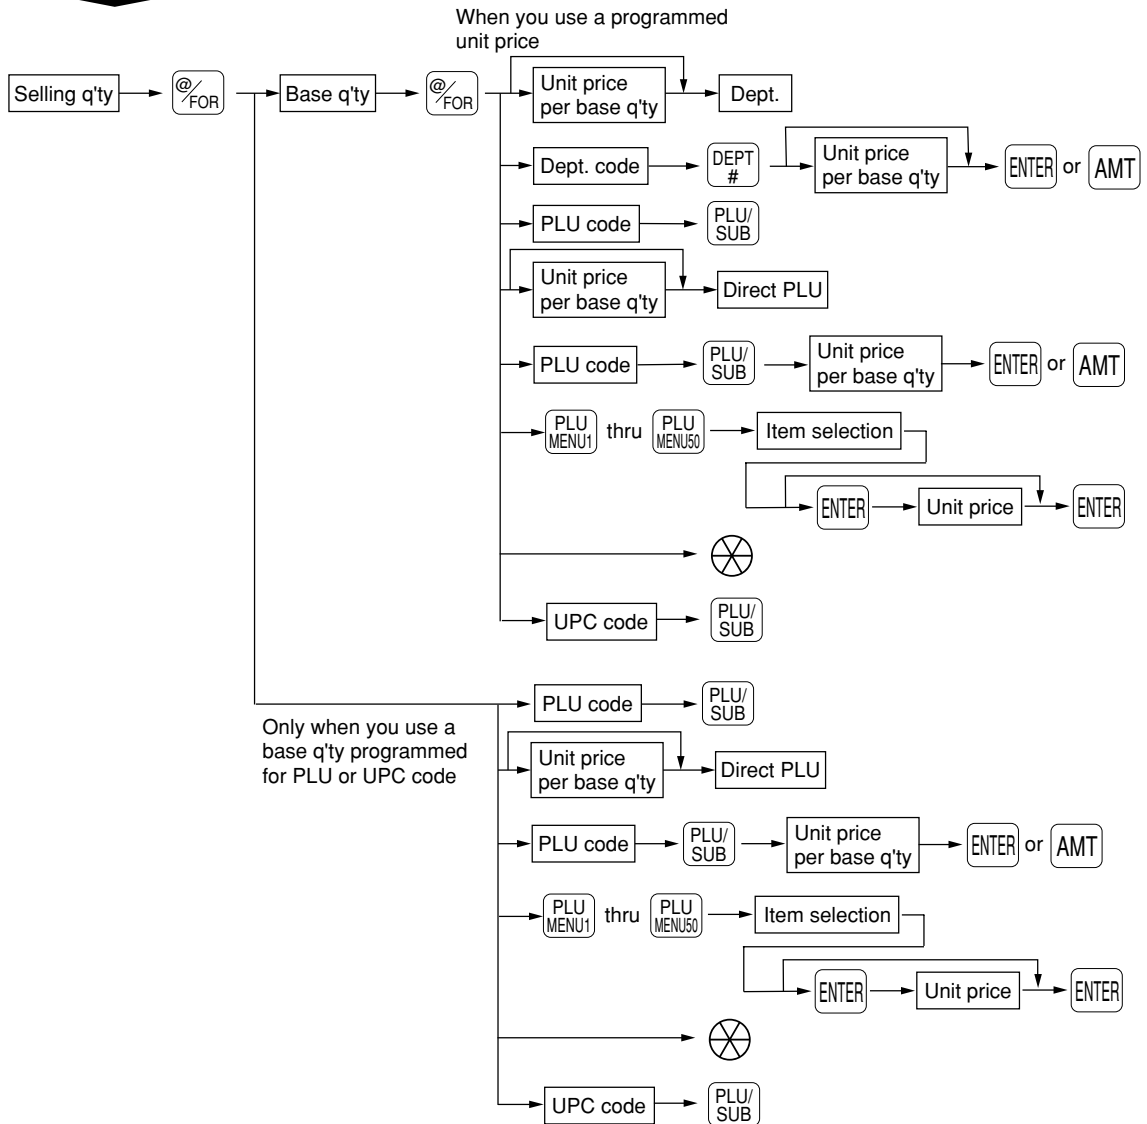 When you use a programmed
unit price
Selling q'ty
@/FOR
Base q'ty
@/FOR
Unit price
per base q'ty
Dept.
Dept. code
DEPT
#
Unit price
per base q'ty
ENTER or AMT
PLU code
PLU/
SUB
Unit price
per base q'ty
Direct PLU
PLU code
PLU/
SUB
Unit price
per base q'ty
ENTER or AMT
PLU
MENU1
thru
PLU
MENU50
Item selection
ENTER
Unit price
ENTER
UPC code
PLU/
SUB
Only when you use a
base q'ty programmed
for PLU or UPC code
PLU code
PLU/
SUB
Unit price
per base q'ty
Direct PLU
PLU code
PLU/
SUB
Unit price
per base q'ty
ENTER or AMT
PLU
MENU1
thru
PLU
MENU50
Item selection
ENTER
Unit price
ENTER
UPC code
PLU/
SUB